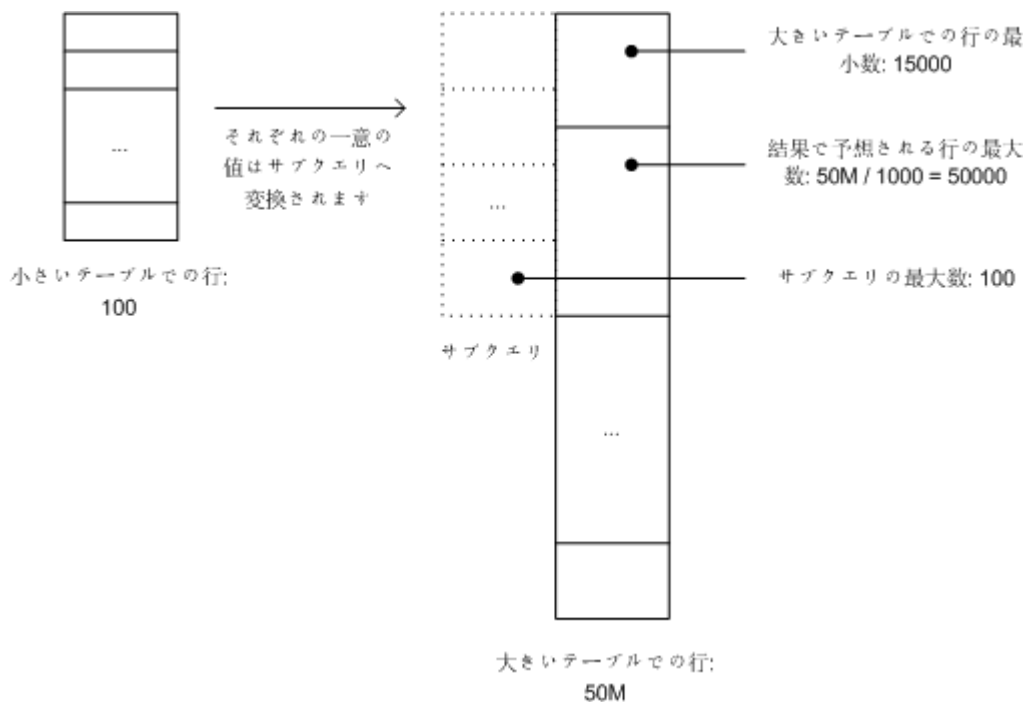 大きいテーブルでの行の最
小数: 15000
...
それぞれの一意の
値はサブクエリへ
変換されます
結果で予想される行の最大
数: 50M / 1000 = 50000
...
小さいテーブルでの行:
100
サブクエリの最大数: 100
サブクエリ
...
大きいテーブルでの行:
50M